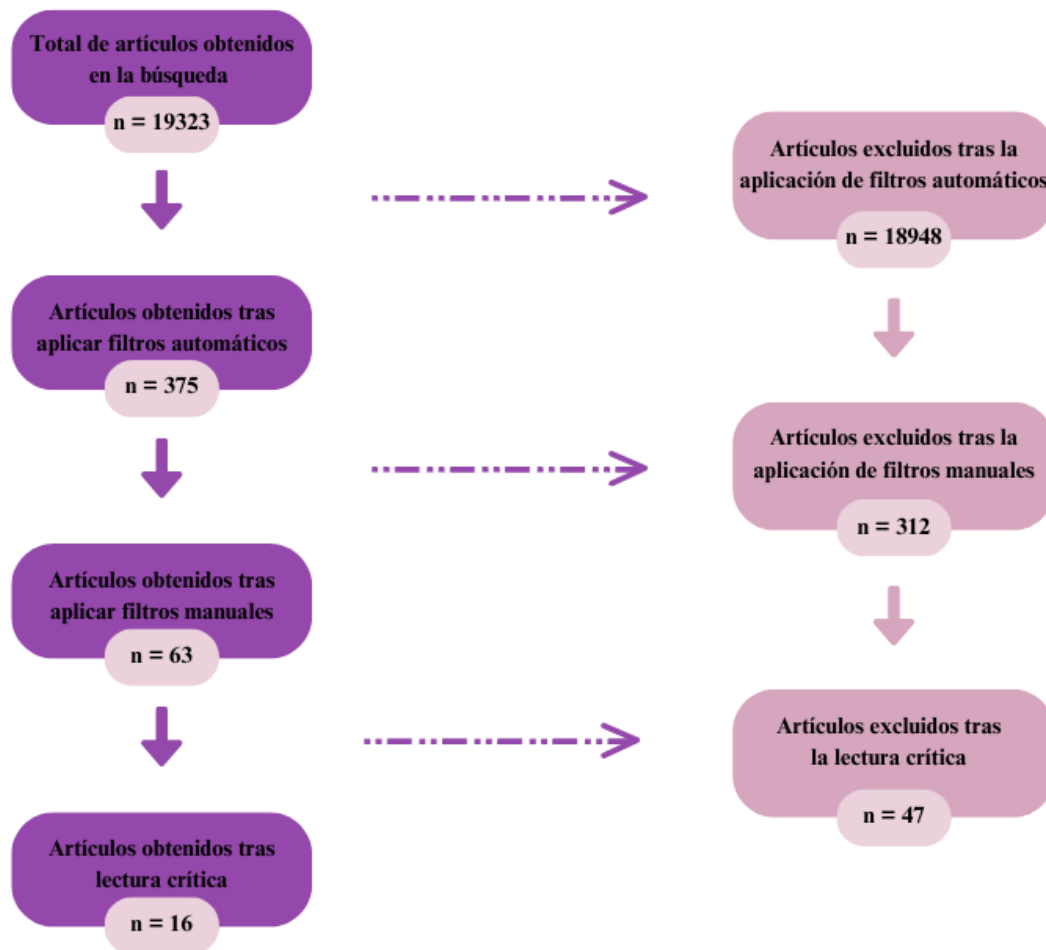 Total de artículos obtenidos
en la búsqueda
n = 19323
Artículos excluidos tras la
aplicación de filtros automáticos
n = 18948
Artículos obtenidos tras
aplicar filtros automáticos
n = 375
Artículos excluidos tras la
aplicación de filtros manuales
n = 312
Artículos obtenidos tras
aplicar filtros manuales
n = 63
Artículos excluidos tras
la lectura crítica
n = 47
Artículos obtenidos tras
lectura crítica
n = 16